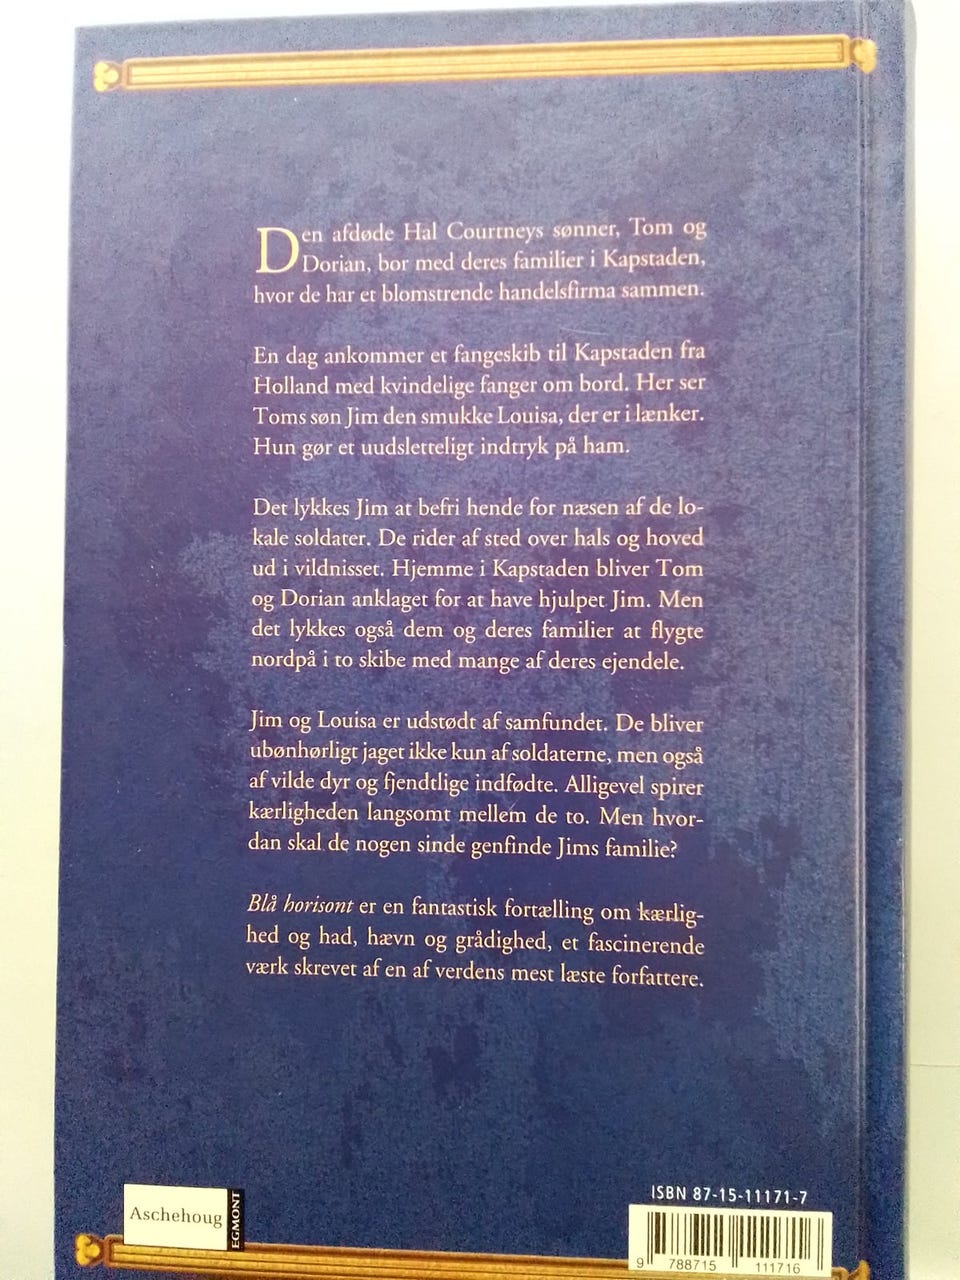 Den afdøde Hal Courtneys sønner, Tom og
Dorian, bor med deres familier i Kapstaden,
hvor de har et blomstrende handelsfirma sammen.
En dag ankommer et fangeskib til Kapstaden fra
Holland med kvindelige fanger om bord. Her ser
Toms søn Jim den smukke Louisa, der er i lænker.
Hun gør et uudsletteligt indtryk på ham.
Det lykkes Jim at befri hende for næsen af de lo-
kale soldater. De rider af sted over hals og hoved
ud i vildnisset. Hjemme i Kapstaden bliver Tom
og Dorian anklaget for at have hjulpet Jim. Men
det lykkes også dem og deres familier at flygte
nordpå i to skibe med mange af deres ejendele.
Jim og Louisa er udstødt af samfundet. De bliver
ubønhørligt jaget ikke kun af soldaterne, men også
af vilde dyr og fjendtlige indfødte. Alligevel spirer
kærligheden langsomt mellem de to. Men hvor-
dan skal de nogen sinde genfinde Jims familie?
Blå horisont er en fantastisk fortælling om kærlig-
hed og had, hævn og grådighed, et fascinerende
værk skrevet af en af verdens mest læste forfattere.
ISBN 87-15-11171-7
Aschehoug
EGMONT
9 788715 111716